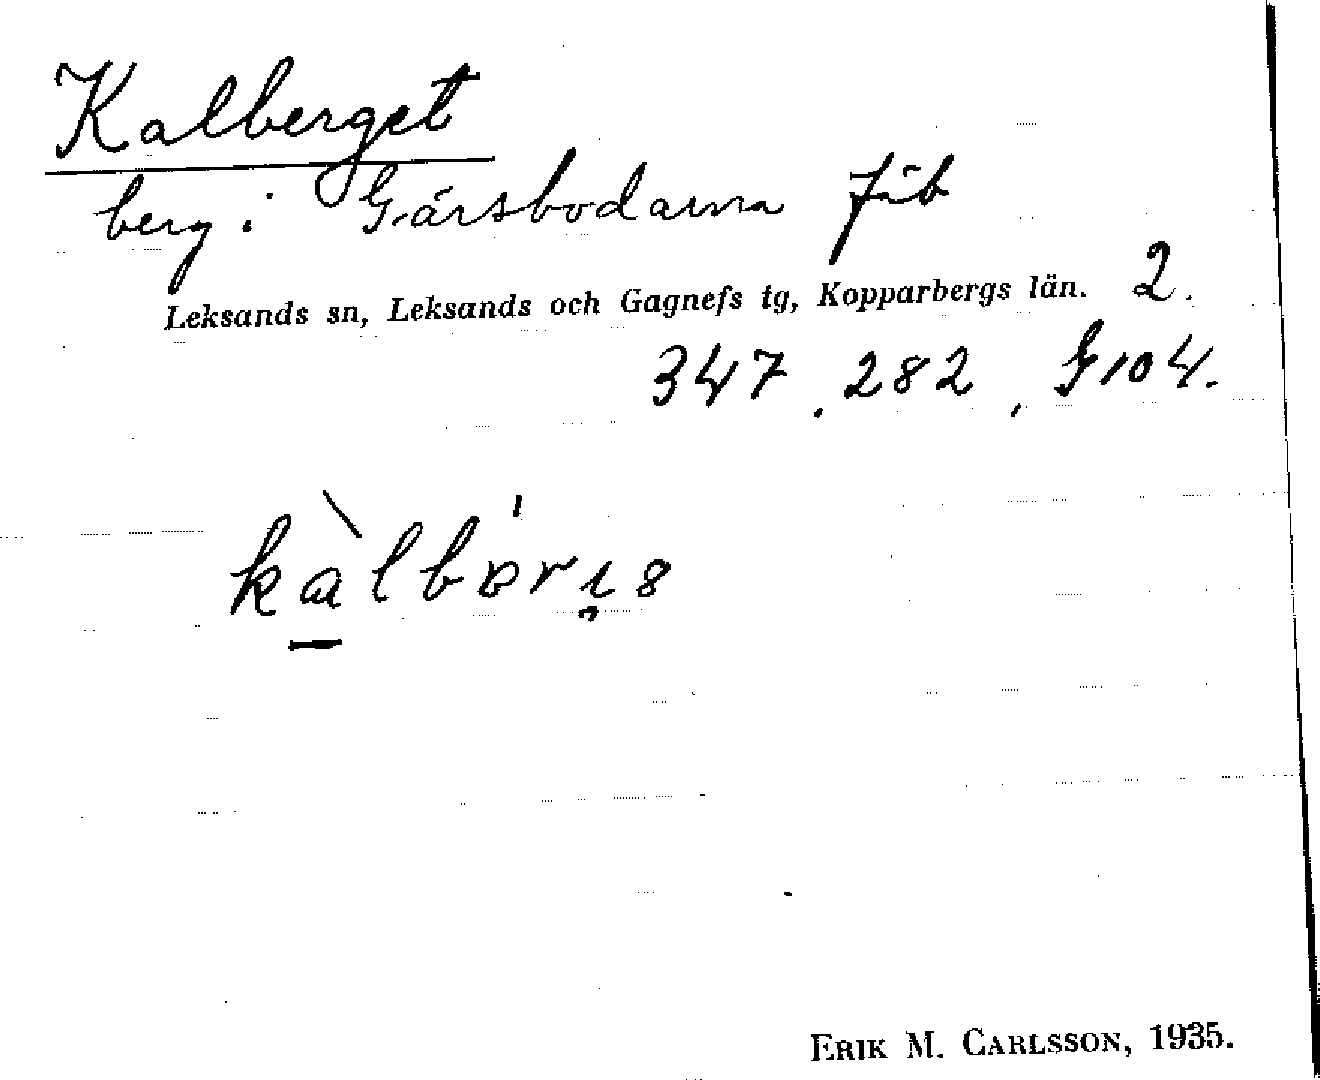 Kalberget
berg i Gärsbodarna fäb
Leksands sn, Leksands och Gagnefs tg, Kopparbergs län. 2.
347, 282, G104.
ERIK M. CARLSSON, 1935.